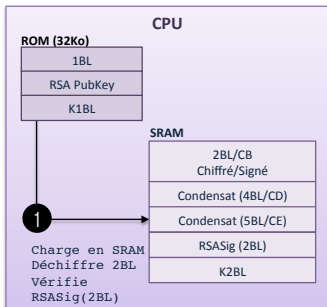 CPU
ROM (32Ko)
1BL
RSA PubKey
K1BL
SRAM
2BL/CB
Chiffré/Signé
Condensat (4BL/CD)
Condensat (5BL/CE)
RSASig (2BL)
K2BL
1
Charge en SRAM
Déchiffre 2BL
Vérifie
RSASig(2BL)